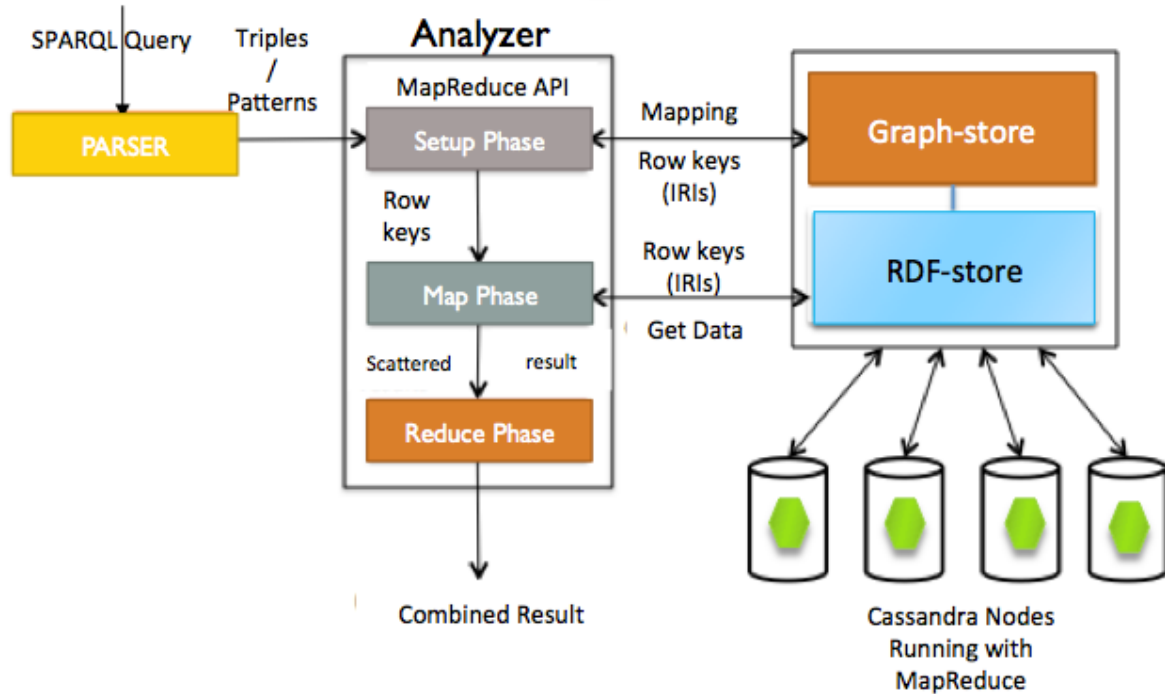 SPARQL Query
Triples
/
Patterns
PARSER
Analyzer
MapReduce API
Setup Phase
Row
keys
Map Phase
Scattered result
Reduce Phase
Combined Result
Mapping
Row keys
(IRIs)
Row keys
(IRIs)
Get Data
Graph-store
RDF-store
Cassandra Nodes
Running with
MapReduce